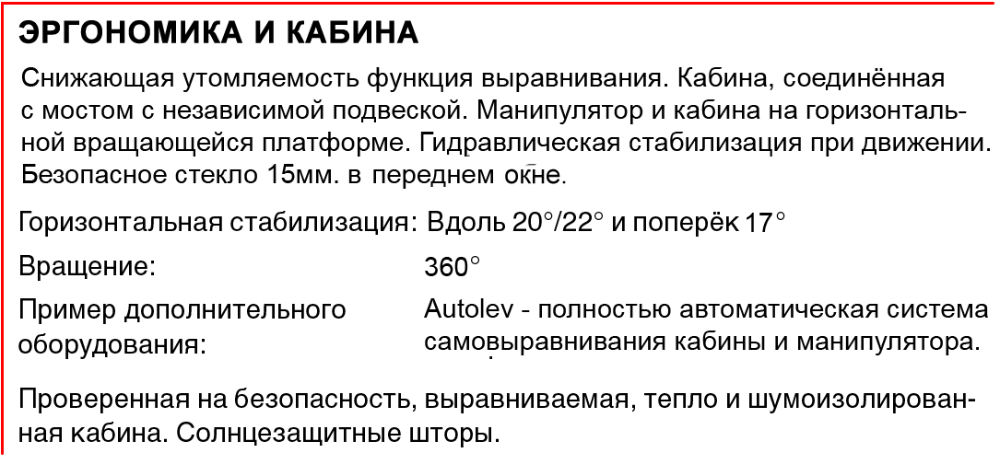 ЭРГОНОМИКА И КАБИНА
Снижающая утомляемость функция выравнивания. Кабина, соединённая
с мостом с независимой подвеской. Манипулятор и кабина на горизонталь-
ной вращающейся платформе. Гидравлическая стабилизация при движении.
Безопасное стекло 15мм. в переднем окне.
Горизонтальная стабилизация: Вдоль 20°/22° и поперёк 17°
Вращение: 360°
Пример дополнительного Autolev - полностью автоматическая система
оборудования: самовыравнивания кабины и манипулятора.
Проверенная на безопасность, выравниваемая, тепло и шумоизолирован-
ная кабина. Солнцезащитные шторы.